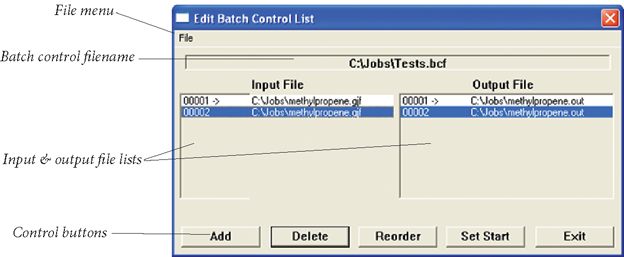 File menu
Edit Batch Control List
File
Batch control filename
C:\Jobs\Tests.bcf
Input File
Output File
00001 -> C:\Jobs\methylpropene.gjf
00001 -> C:\Jobs\methylpropene.out
00002 C:\Jobs\methylpropene.gjf
00002 C:\Jobs\methylpropene.out
Input & output file lists
Control buttons
Add
Delete
Reorder
Set Start
Exit